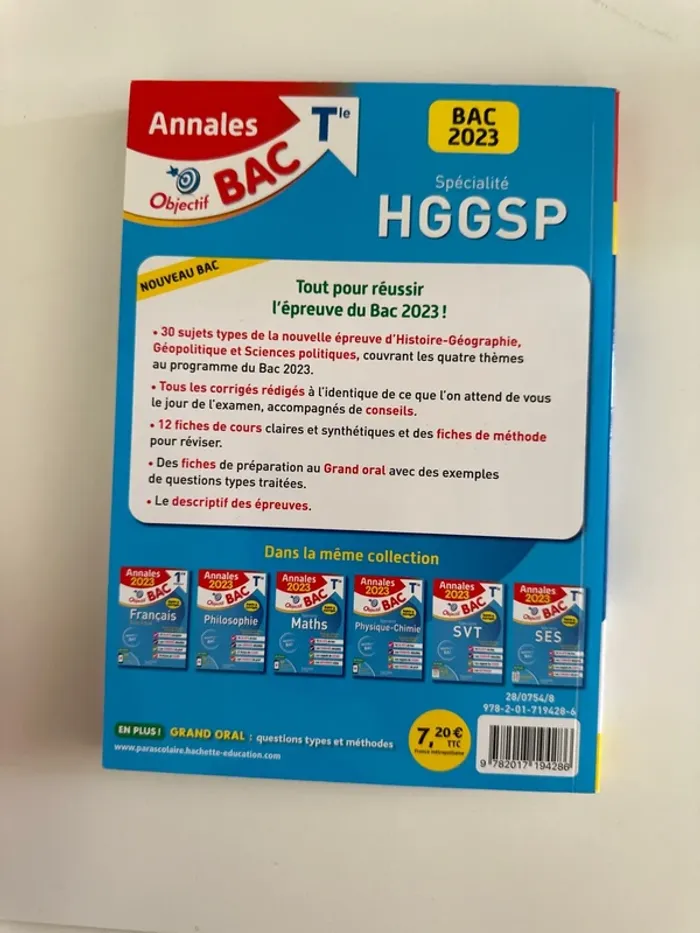 Annales
Tle
Objectif
BAC
BAC
2023
Spécialité
HGGSP
NOUVEAU BAC
Tout pour réussir
l'épreuve du Bac 2023 !
• 30 sujets types de la nouvelle épreuve d'Histoire-Géographie,
Géopolitique et Sciences politiques, couvrant les quatre thèmes
au programme du Bac 2023.
• Tous les corrigés rédigés à l'identique de ce que l'on attend de vous
le jour de l'examen, accompagnés de conseils.
• 12 fiches de cours claires et synthétiques et des fiches de méthode
pour réviser.
• Des fiches de préparation au Grand oral avec des exemples
de questions types traitées.
• Le descriptif des épreuves.
Dans la même collection
Annales
2023
1re
Objectif
BAC
Français
Annales
2023
Tle
Objectif
BAC
Philosophie
Annales
2023
Tle
Objectif
BAC
Maths
Annales
2023
Tle
Objectif
BAC
Physique-Chimie
Annales
2023
Tle
Objectif
BAC
SVT
Annales
2023
Tle
Objectif
BAC
SES
28/0754/8
978-2-01-719428-6
EN PLUS ! GRAND ORAL : questions types et méthodes
www.parascolaire.hachette-education.com
7,20 €
TTC
France métropolitaine
9 782017 194286